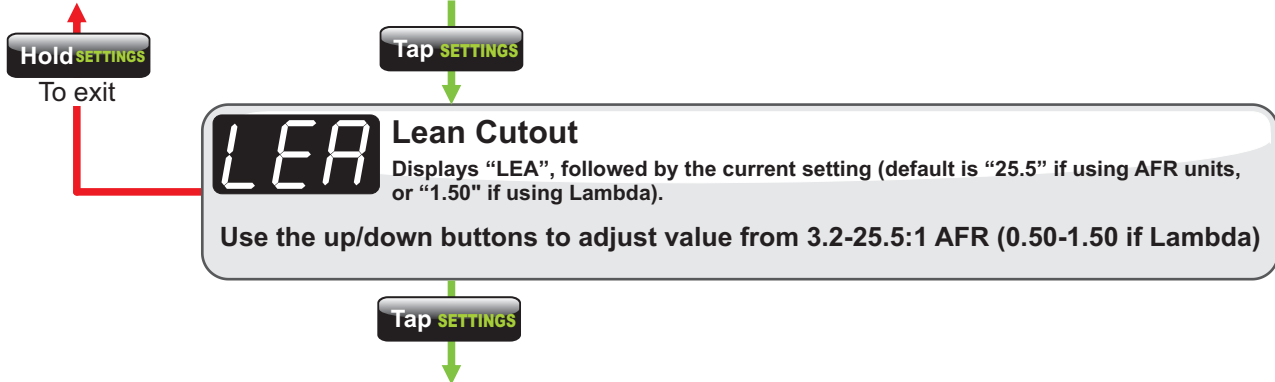 Hold SETTINGS
To exit
Tap SETTINGS
LEA
Lean Cutout
Displays “LEA”, followed by the current setting (default is “25.5” if using AFR units,
or “1.50" if using Lambda).
Use the up/down buttons to adjust value from 3.2-25.5:1 AFR (0.50-1.50 if Lambda)
Tap SETTINGS